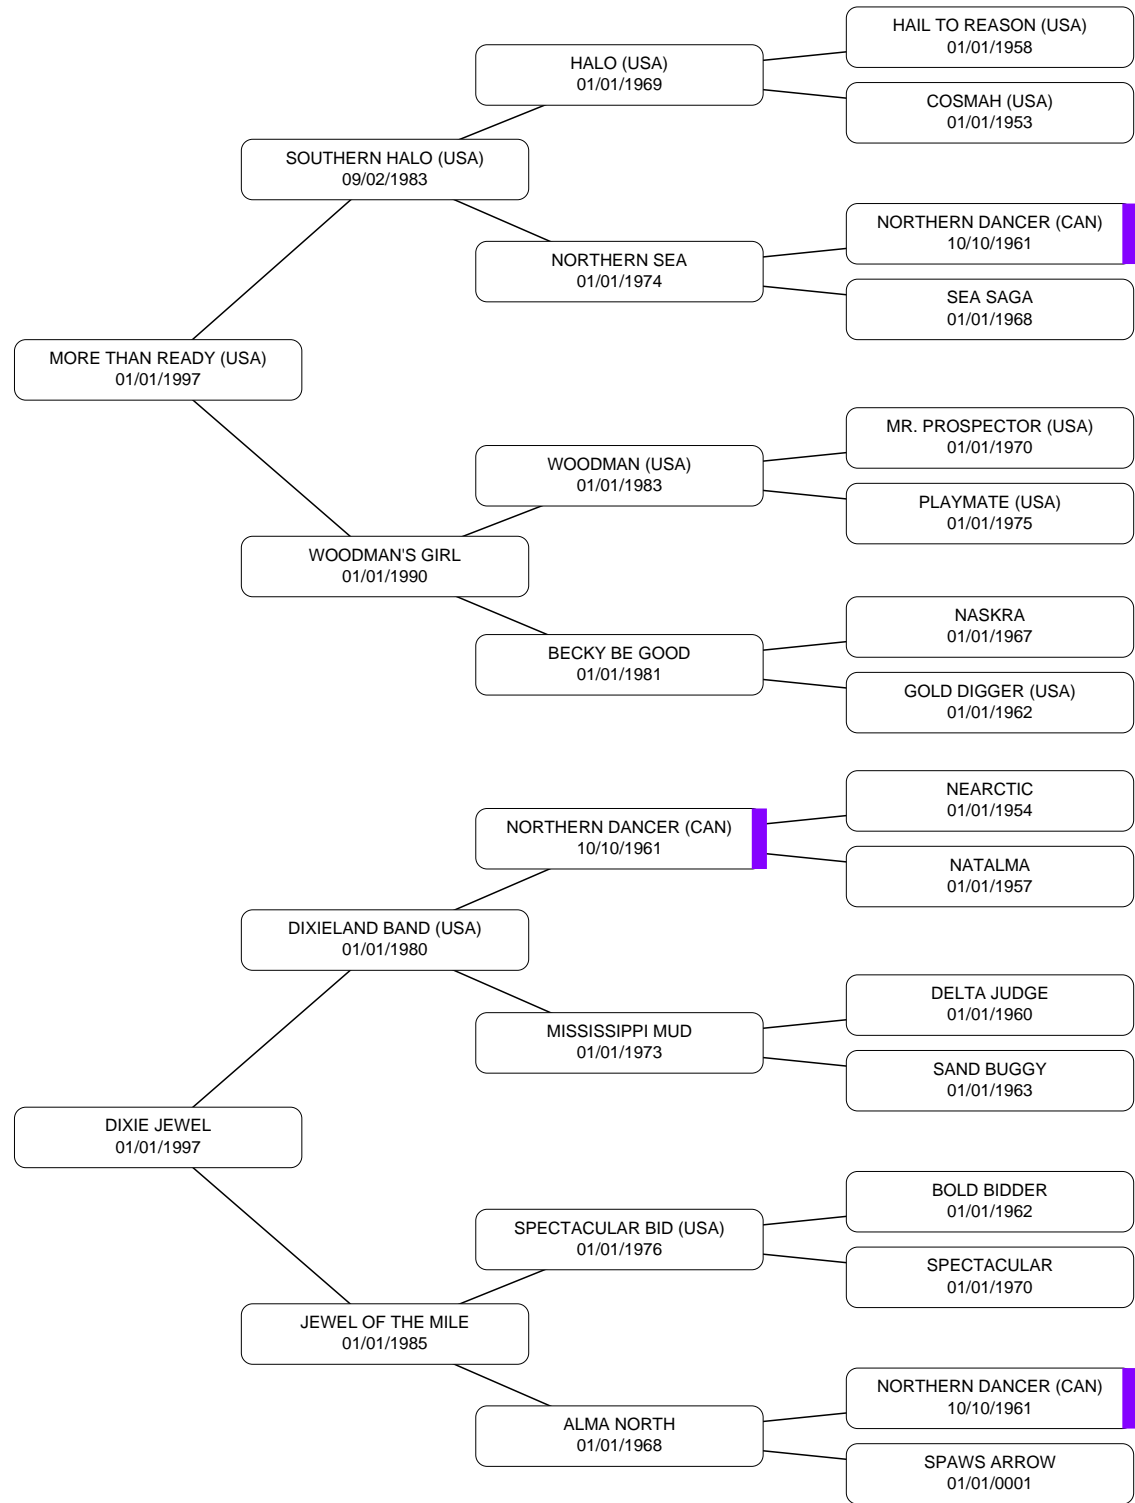 HAIL TO REASON (USA)
01/01/1958
HALO (USA)
01/01/1969
COSMAH (USA)
01/01/1953
SOUTHERN HALO (USA)
09/02/1983
NORTHERN DANCER (CAN)
10/10/1961
NORTHERN SEA
01/01/1974
SEA SAGA
01/01/1968
MORE THAN READY (USA)
01/01/1997
MR. PROSPECTOR (USA)
01/01/1970
WOODMAN (USA)
01/01/1983
PLAYMATE (USA)
01/01/1975
WOODMAN'S GIRL
01/01/1990
NASKRA
01/01/1967
BECKY BE GOOD
01/01/1981
GOLD DIGGER (USA)
01/01/1962
NEARCTIC
01/01/1954
NORTHERN DANCER (CAN)
10/10/1961
NATALMA
01/01/1957
DIXIELAND BAND (USA)
01/01/1980
DELTA JUDGE
01/01/1960
MISSISSIPPI MUD
01/01/1973
SAND BUGGY
01/01/1963
DIXIE JEWEL
01/01/1997
BOLD BIDDER
01/01/1962
SPECTACULAR BID (USA)
01/01/1976
SPECTACULAR
01/01/1970
JEWEL OF THE MILE
01/01/1985
NORTHERN DANCER (CAN)
10/10/1961
ALMA NORTH
01/01/1968
SPAWS ARROW
01/01/0001